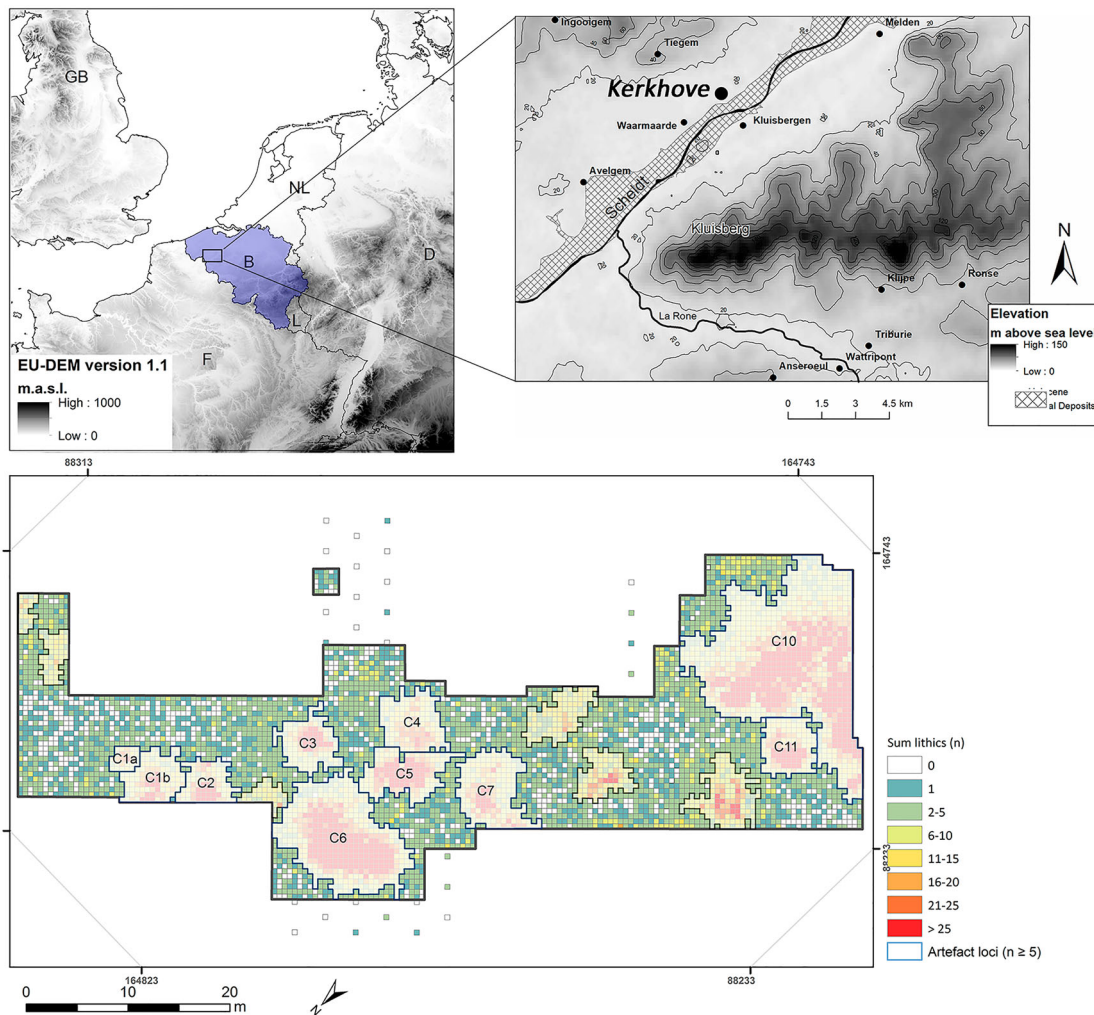 GB
NL
B
D
L
F
EU-DEM version 1.1
m.a.s.l.
High : 1000
Low : 0
Ingooigem
Melden
Tiegem
Kerkhove
Waarmaarde
Kluisbergen
Avelgem
Scheldt
Kluisberg
N
Klijpe
Ronse
La Rone
Triburie
Wattripont
Anseroeul
0 1.5 3 4.5 km
Elevation
m above sea level
High : 150
Low : 0
cene
al Deposits
88313
164743
164743
C10
C4
C3
C11
C1a
C1b
C2
C5
C7
C6
88233
164823
88233
0 10 20
m
N
Sum lithics (n)
0
1
2-5
6-10
11-15
16-20
21-25
> 25
Artefact loci (n ≥ 5)